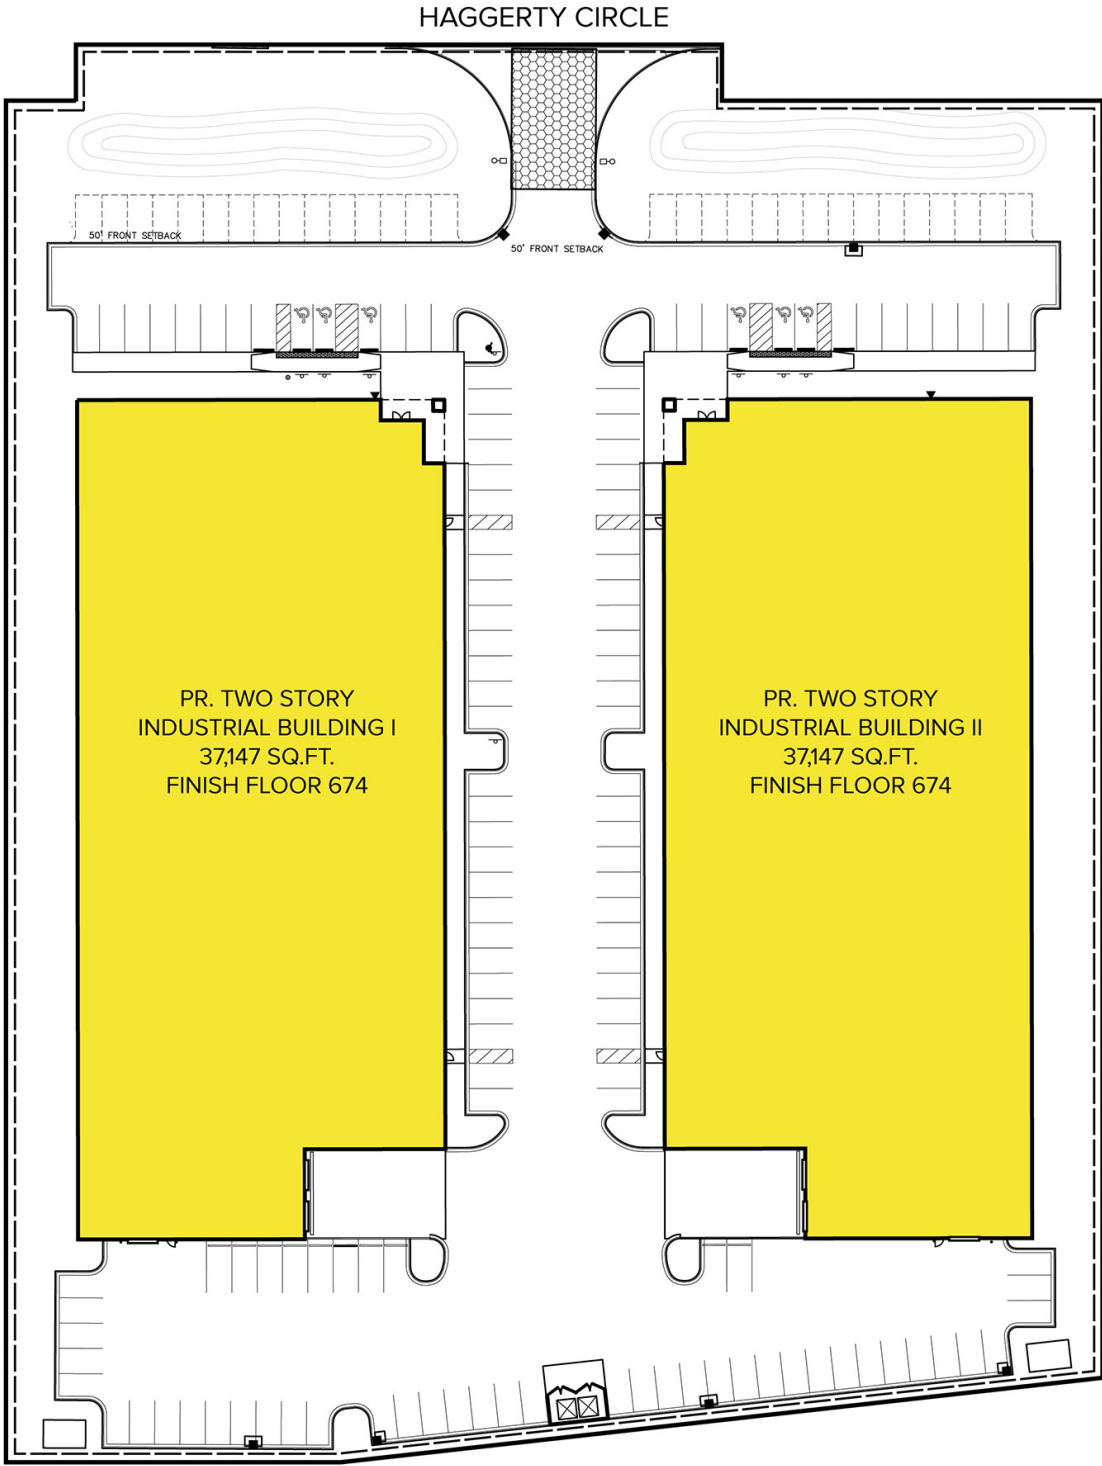 HAGGERTY CIRCLE
50' FRONT SETBACK
50' FRONT SETBACK
PR. TWO STORY
INDUSTRIAL BUILDING I
37,147 SQ.FT.
FINISH FLOOR 674
PR. TWO STORY
INDUSTRIAL BUILDING II
37,147 SQ.FT.
FINISH FLOOR 674